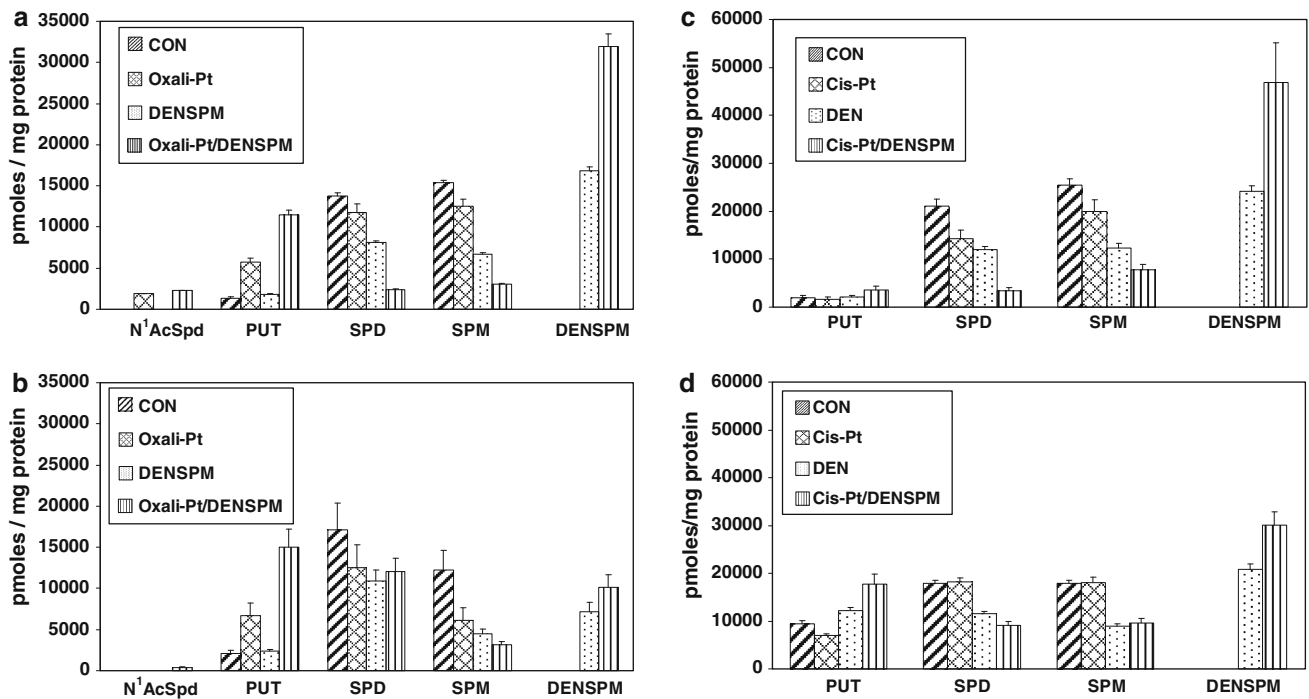 a
pmoles / mg protein
35000
30000
25000
20000
15000
10000
5000
0
CON
Oxali-Pt
DENSPM
Oxali-Pt/DENSPM
N¹AcSpd PUT SPD SPM DENSPM
b
pmoles / mg protein
35000
30000
25000
20000
15000
10000
5000
0
CON
Oxali-Pt
DENSPM
Oxali-Pt/DENSPM
N¹AcSpd PUT SPD SPM DENSPM
c
pmoles/mg protein
60000
50000
40000
30000
20000
10000
0
CON
Cis-Pt
DEN
Cis-Pt/DENSPM
PUT SPD SPM DENSPM
d
pmoles/mg protein
60000
50000
40000
30000
20000
10000
0
CON
Cis-Pt
DEN
Cis-Pt/DENSPM
PUT SPD SPM DENSPM